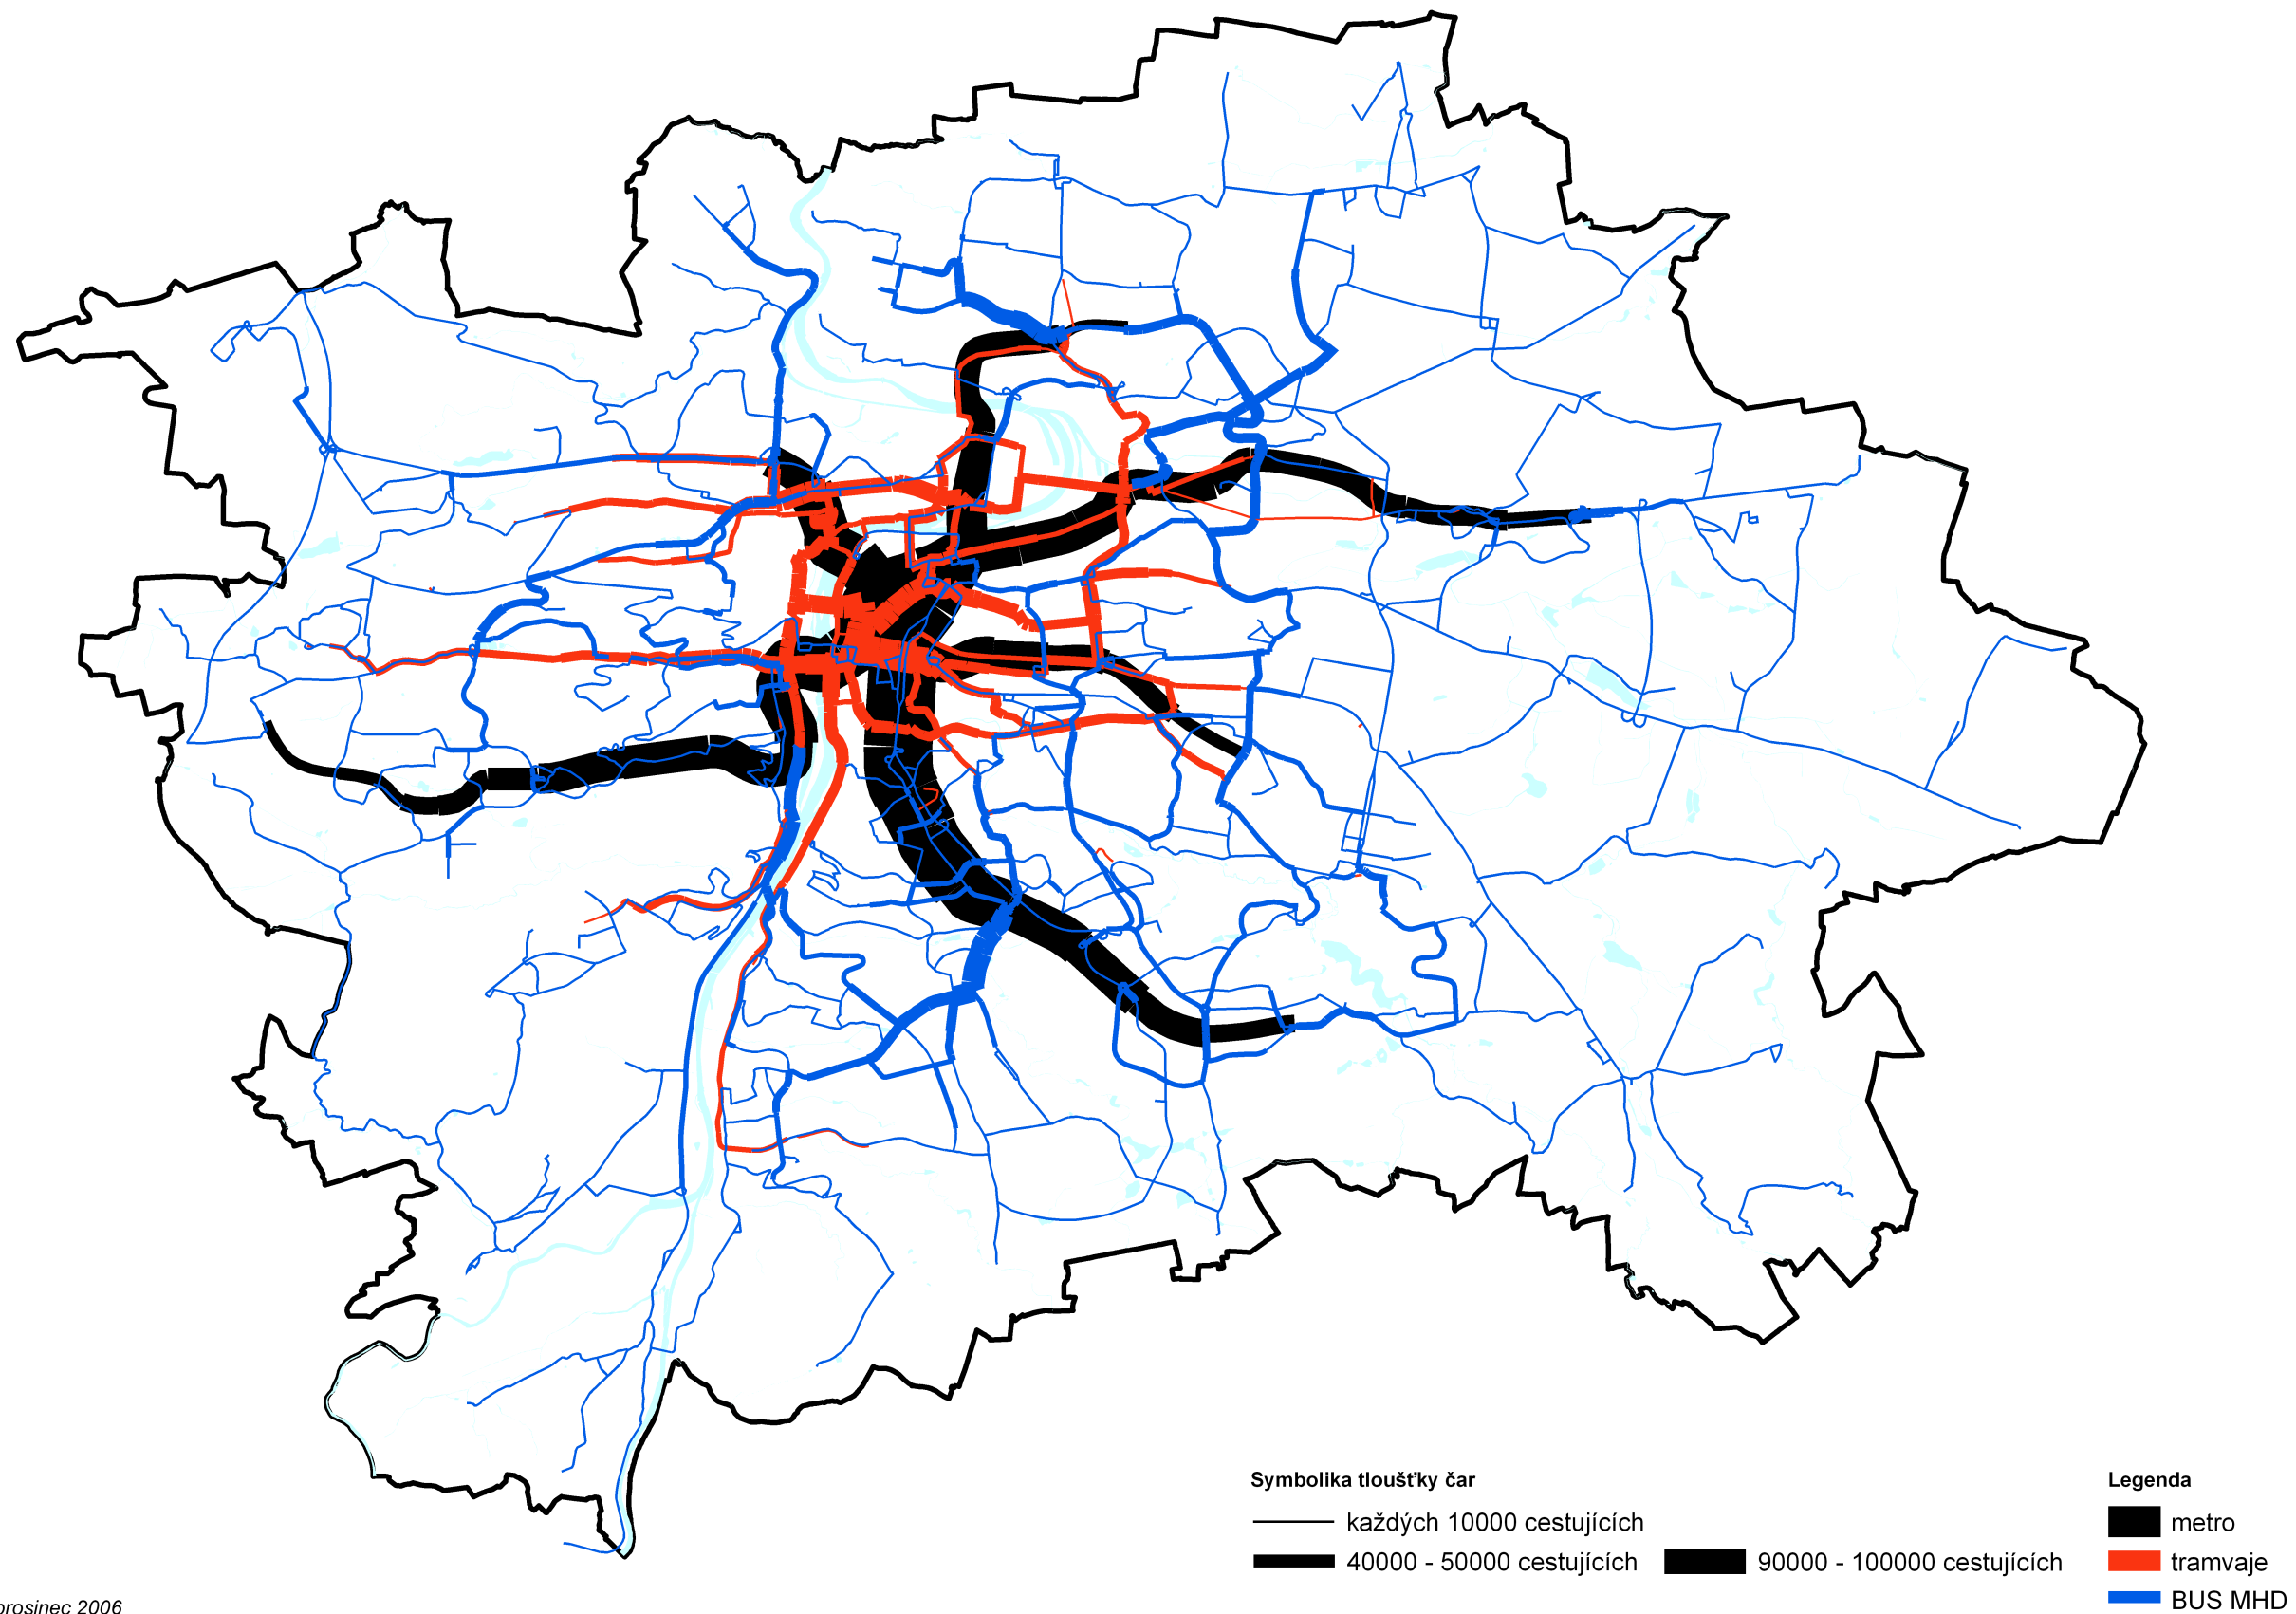 Symbolika tloušťky čar
každých 10000 cestujících
40000 - 50000 cestujících
90000 - 100000 cestujících
Legenda
metro
tramvaje
BUS MHD
prosinec 2006